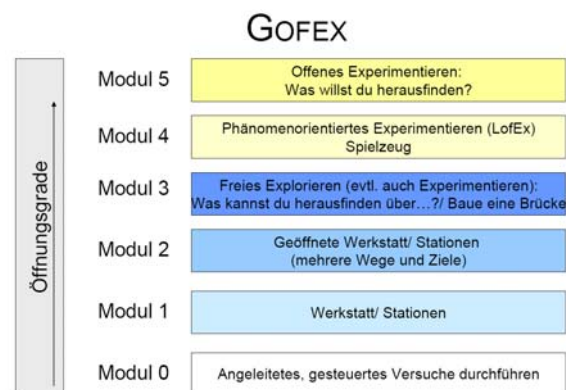 GOFEX
Öffnungsgrade
Modul 5
Offenes Experimentieren:
Was willst du herausfinden?
Modul 4
Phänomenorientiertes Experimentieren (LofEx)
Spielzeug
Modul 3
Freies Explorieren (evtl. auch Experimentieren):
Was kannst du herausfinden über…?/ Baue eine Brücke
Modul 2
Geöffnete Werkstatt/ Stationen
(mehrere Wege und Ziele)
Modul 1
Werkstatt/ Stationen
Modul 0
Angeleitetes, gesteuertes Versuche durchführen